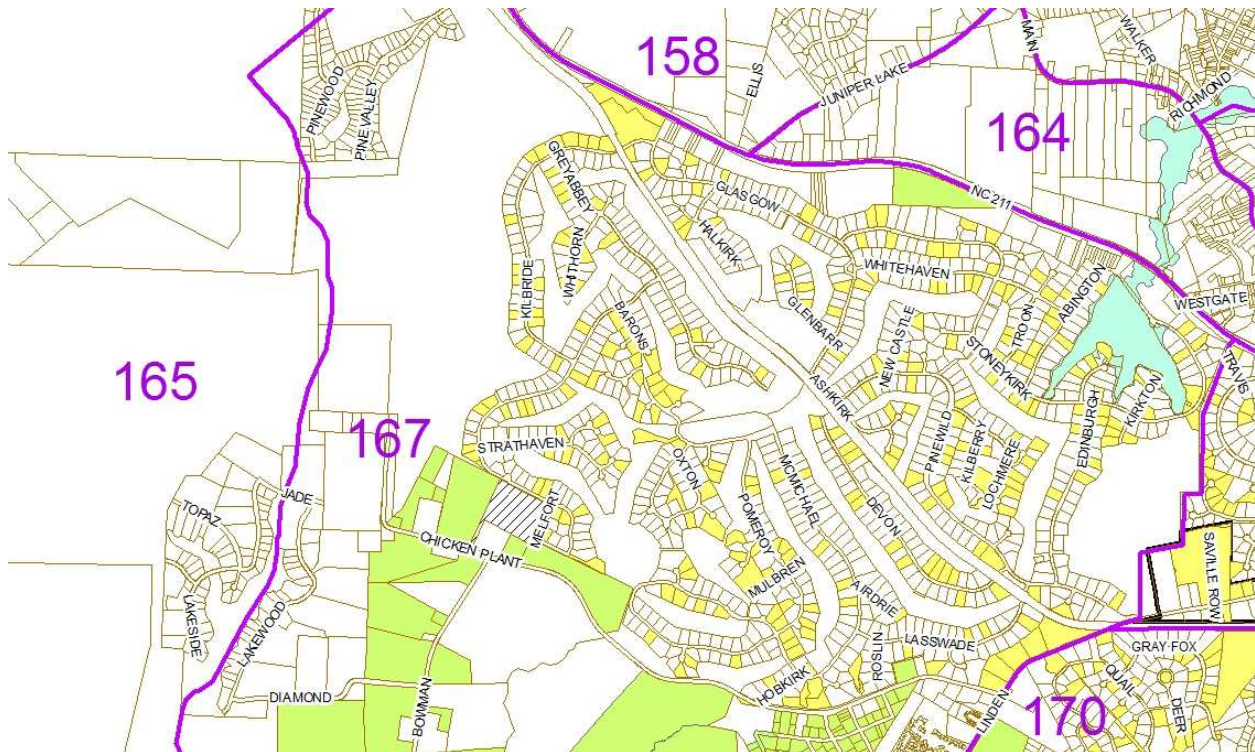 158
ELLIS
JUNIPER LAKE
MAIN
WALKER
RICHMOND
164
PINEWOOD
PINEVALLEY
GREYABBEY
GLASGOW
NC 211
HALKIRK
WHITEHAVEN
WHITHORN
KILBRIDE
ABINGTON
WESTGATE
BARONS
GLENBARR
NEW CASTLE
TROON
STONEYKIRK
TRAVIS
165
ASHKIRK
KIRKTON
EDINBURGH
167
STRATHAVEN
OXTON
MCMICHAEL
PINEWILD
KILBERRY
LOCHMERE
JADE
TOPAZ
MELFORT
CHICKEN PLANT
POMEROY
DEVON
MULBREN
SAVILLE ROW
LAKESIDE
LAKEWOOD
AIRDRIE
LASSWADE
ROSLIN
GRAY FOX
DIAMOND
BOWMAN
HOBKIRK
LINDEN
170
QUAIL
DEER